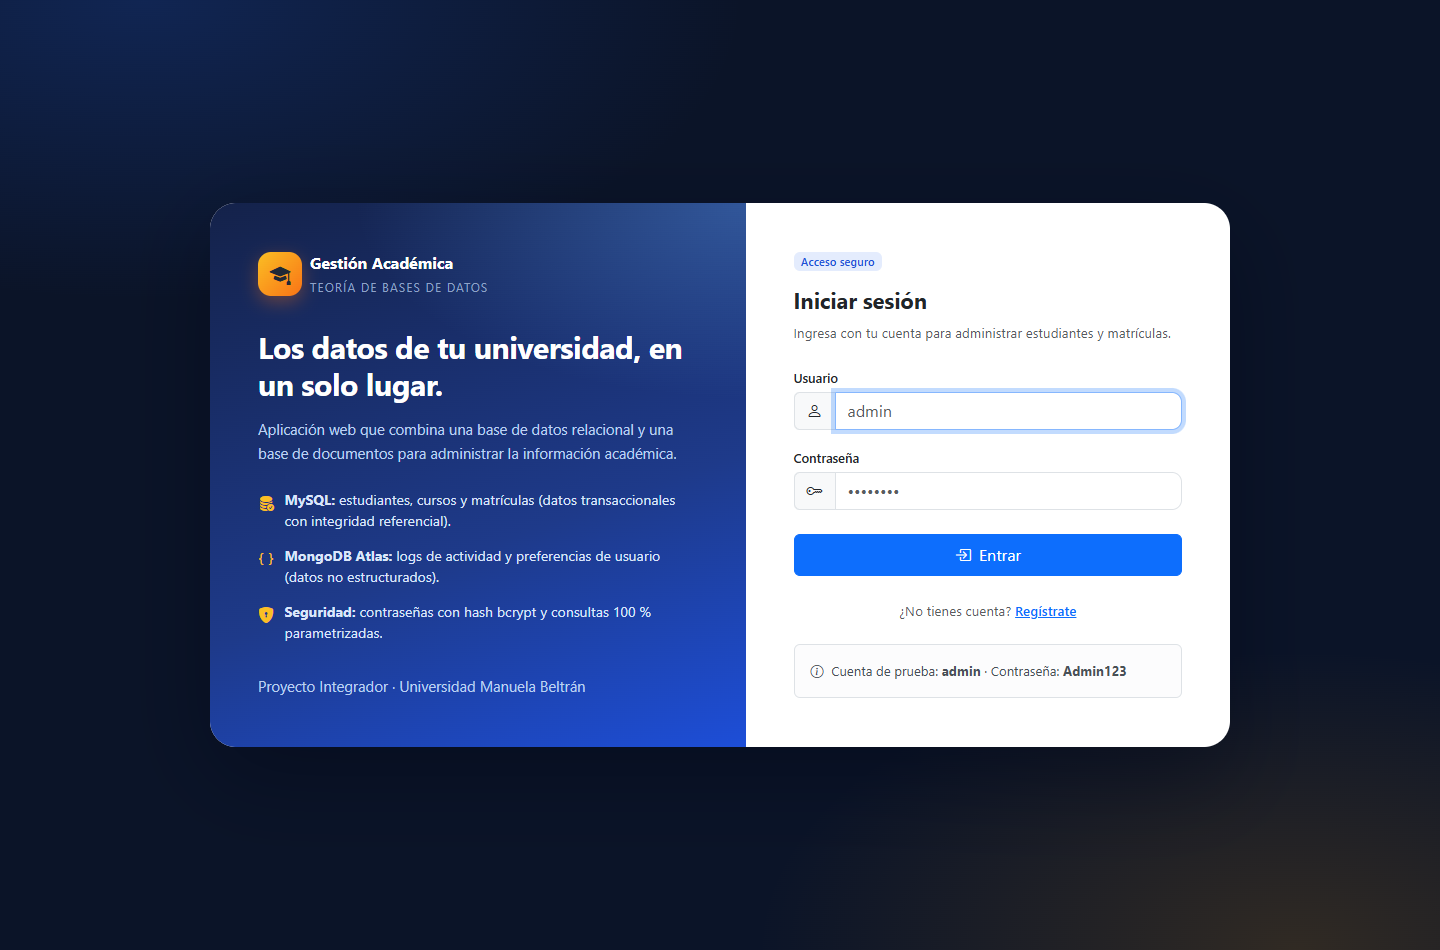 Gestión Académica
TEORÍA DE BASES DE DATOS
Los datos de tu universidad, en
un solo lugar.
Aplicación web que combina una base de datos relacional y una
base de documentos para administrar la información académica.
MySQL: estudiantes, cursos y matrículas (datos transaccionales
con integridad referencial).
{ } MongoDB Atlas: logs de actividad y preferencias de usuario
(datos no estructurados).
Seguridad: contraseñas con hash bcrypt y consultas 100 %
parametrizadas.
Proyecto Integrador · Universidad Manuela Beltrán
Acceso seguro
Iniciar sesión
Ingresa con tu cuenta para administrar estudiantes y matrículas.
Usuario
admin
Contraseña
••••••••
Entrar
¿No tienes cuenta? Regístrate
Cuenta de prueba: admin · Contraseña: Admin123